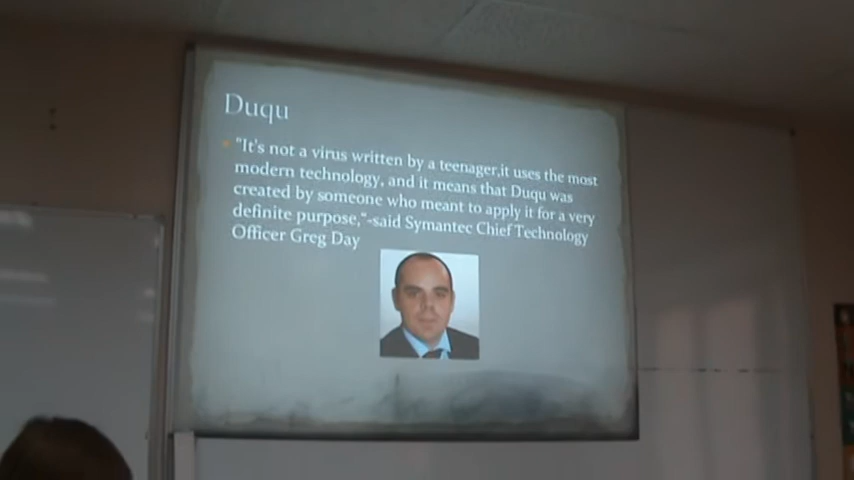 Duqu
"It's not a virus written by a teenager,it uses the most
modern technology, and it means that Duqu was
created by someone who meant to apply it for a very
definite purpose,"-said Symantec Chief Technology
Officer Greg Day